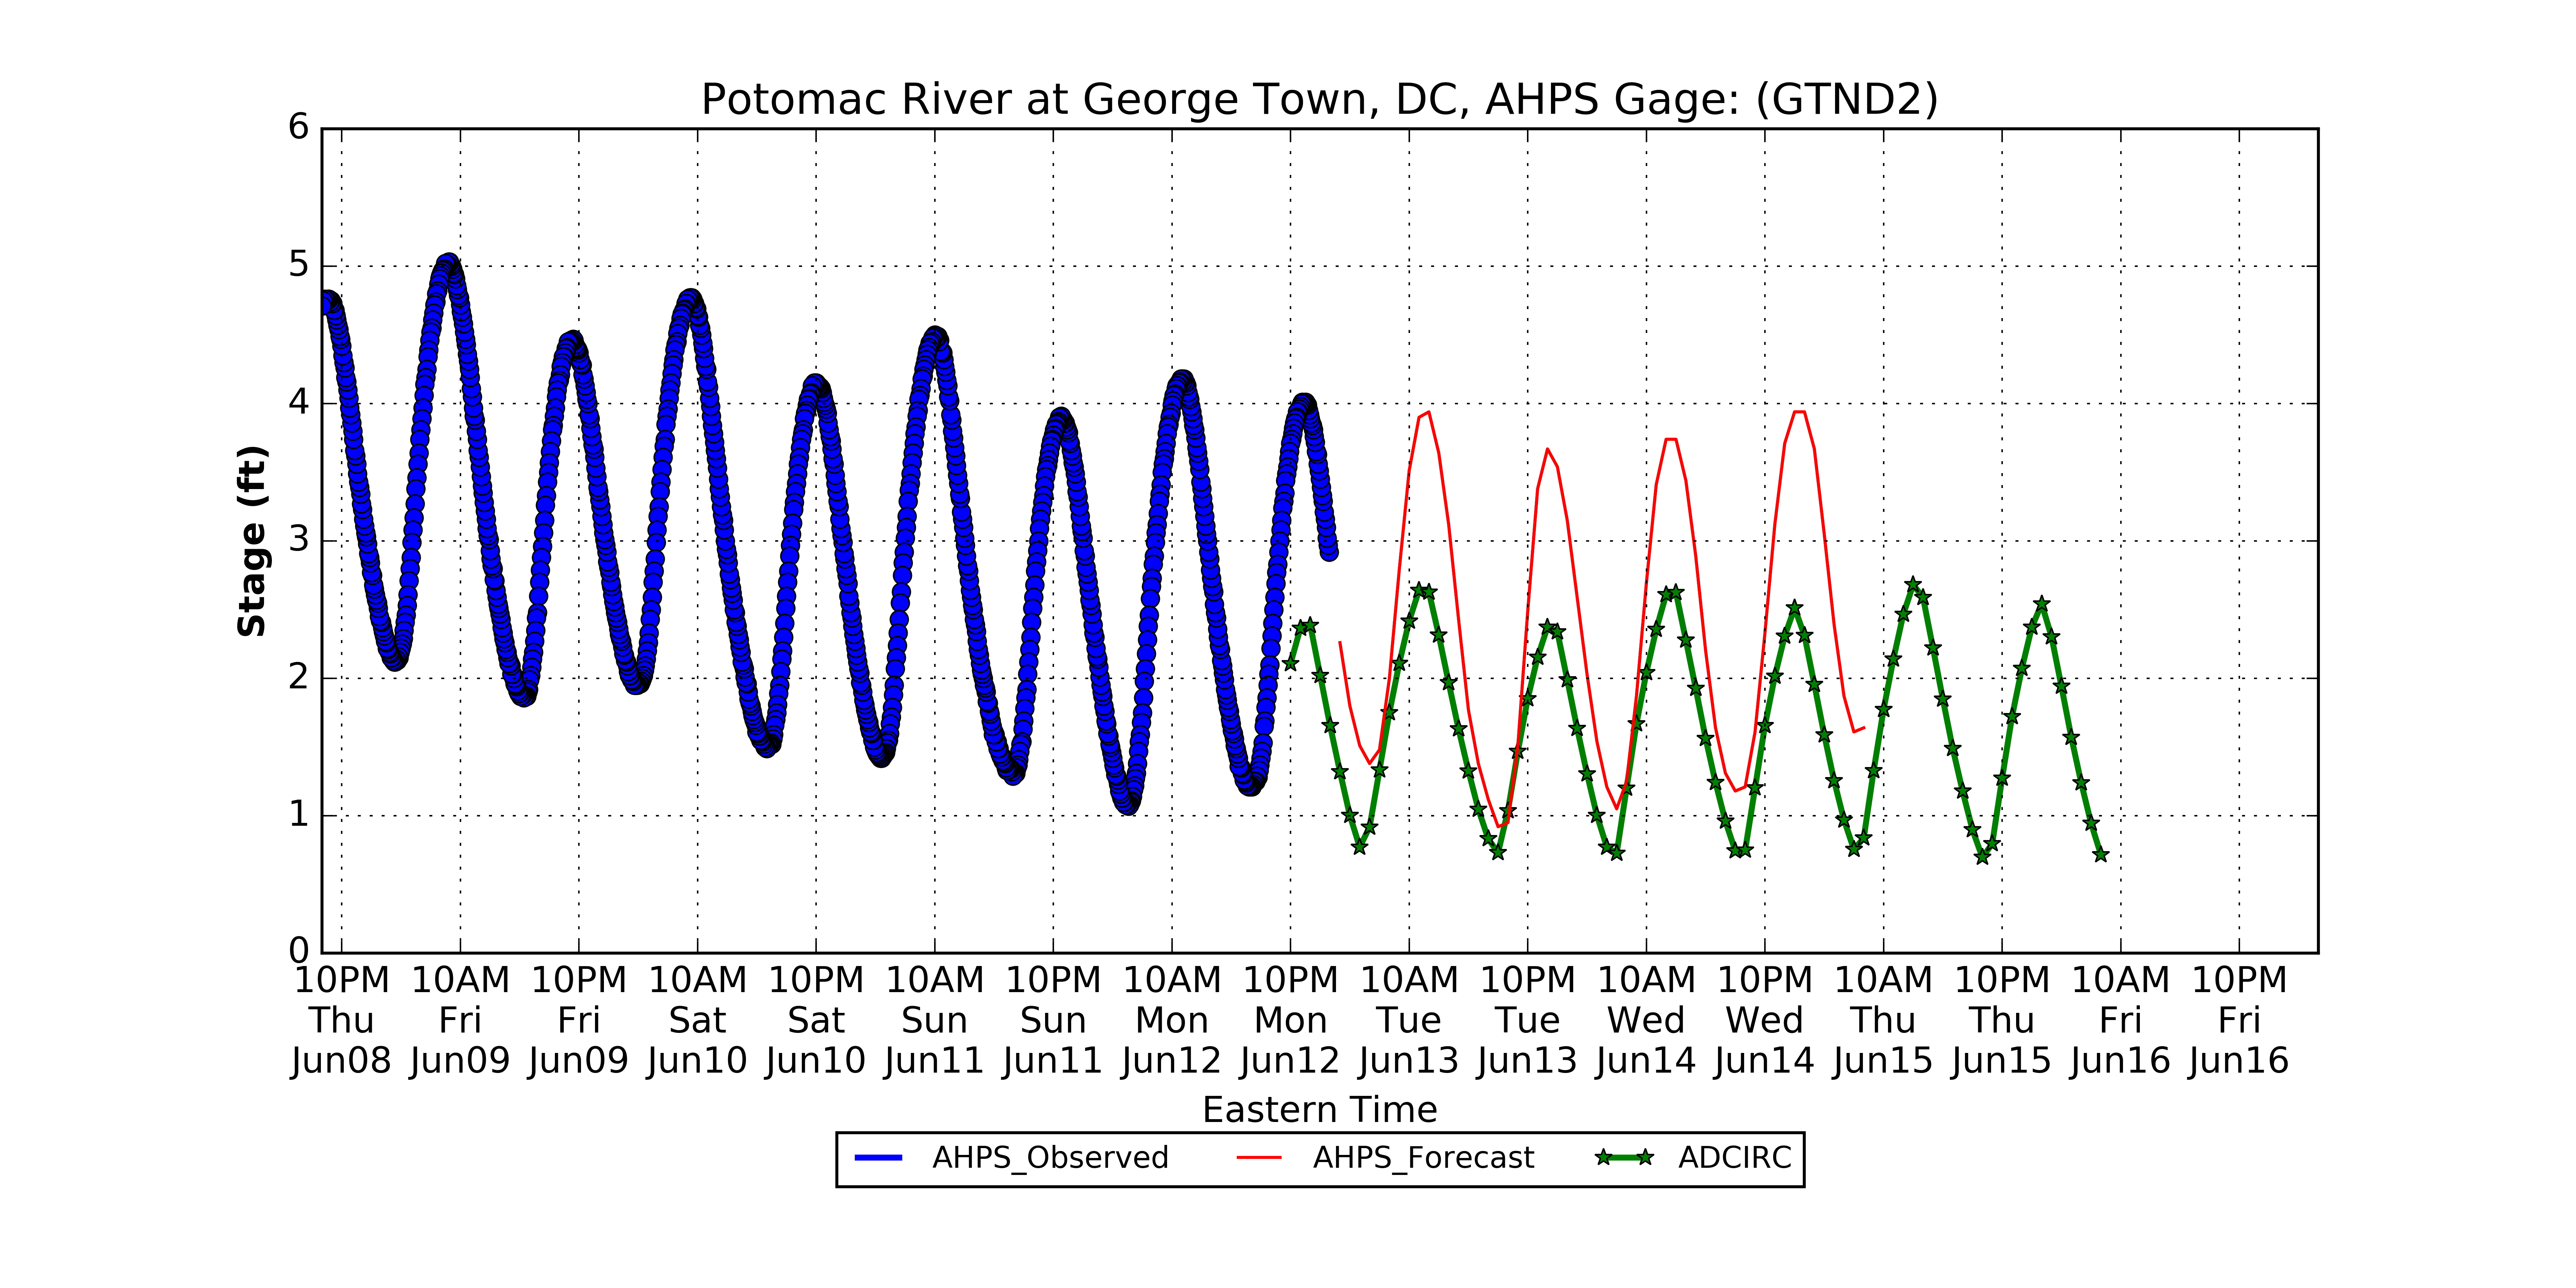 Potomac River at George Town, DC, AHPS Gage: (GTND2)
6
5
4
3
2
1
0
Stage (ft)
10PM 10AM 10PM 10AM 10PM 10AM 10PM 10AM 10PM 10AM 10PM 10AM 10PM 10AM 10PM 10AM 10PM
Thu Fri Fri Sat Sat Sun Sun Mon Mon Tue Tue Wed Wed Thu Thu Fri Fri
Jun08 Jun09 Jun09 Jun10 Jun10 Jun11 Jun11 Jun12 Jun12 Jun13 Jun13 Jun14 Jun14 Jun15 Jun15 Jun16 Jun16
Eastern Time
AHPS_Observed AHPS_Forecast ADCIRC